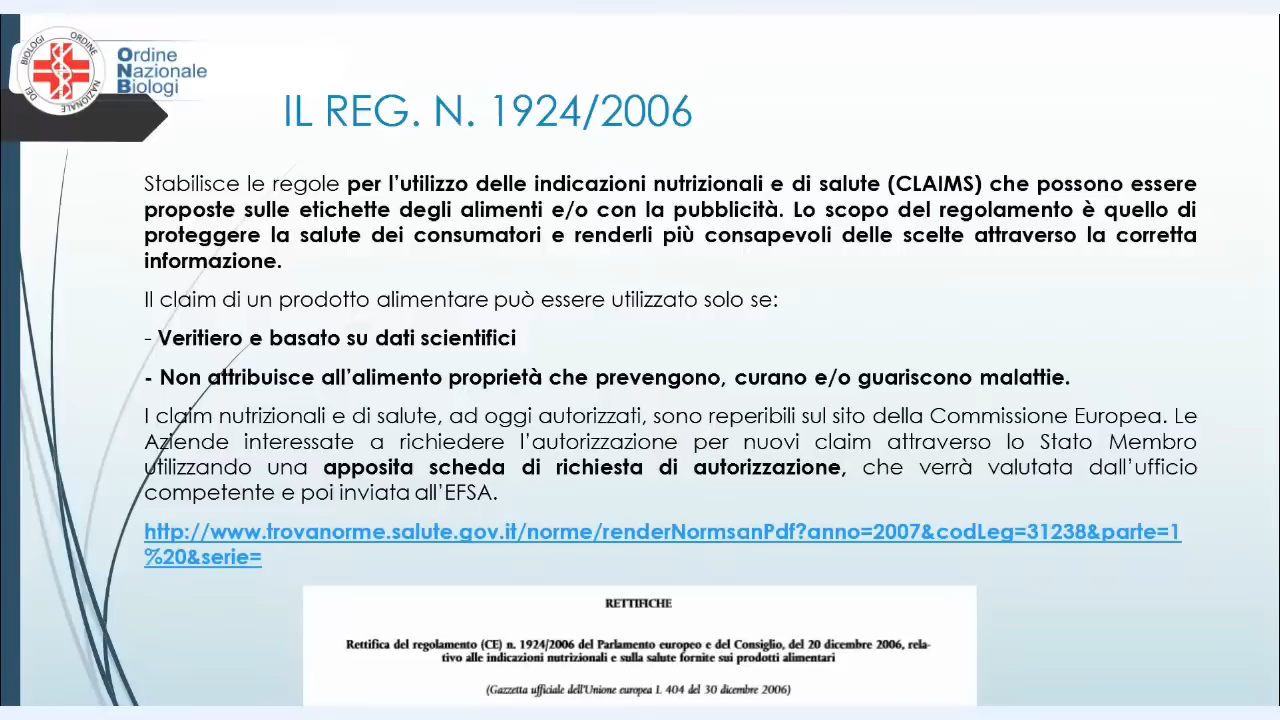 ORDINE NAZIONALE DEI BIOLOGI
Ordine
Nazionale
Biologi
IL REG. N. 1924/2006
Stabilisce le regole per l’utilizzo delle indicazioni nutrizionali e di salute (CLAIMS) che possono essere
proposte sulle etichette degli alimenti e/o con la pubblicità. Lo scopo del regolamento è quello di
proteggere la salute dei consumatori e renderli più consapevoli delle scelte attraverso la corretta
informazione.
Il claim di un prodotto alimentare può essere utilizzato solo se:
- Veritiero e basato su dati scientifici
- Non attribuisce all’alimento proprietà che prevengono, curano e/o guariscono malattie.
I claim nutrizionali e di salute, ad oggi autorizzati, sono reperibili sul sito della Commissione Europea. Le
Aziende interessate a richiedere l’autorizzazione per nuovi claim attraverso lo Stato Membro
utilizzando una apposita scheda di richiesta di autorizzazione, che verrà valutata dall’ufficio
competente e poi inviata all’EFSA.
http://www.trovanorme.salute.gov.it/norme/renderNormsanPdf?anno=2007&codLeg=31238&parte=1
%20&serie=
RETTIFICHE
Rettifica del regolamento (CE) n. 1924/2006 del Parlamento europeo e del Consiglio, del 20 dicembre 2006, rela-
tivo alle indicazioni nutrizionali e sulla salute fornite sui prodotti alimentari
(Gazzetta ufficiale dell'Unione europea L 404 del 30 dicembre 2006)